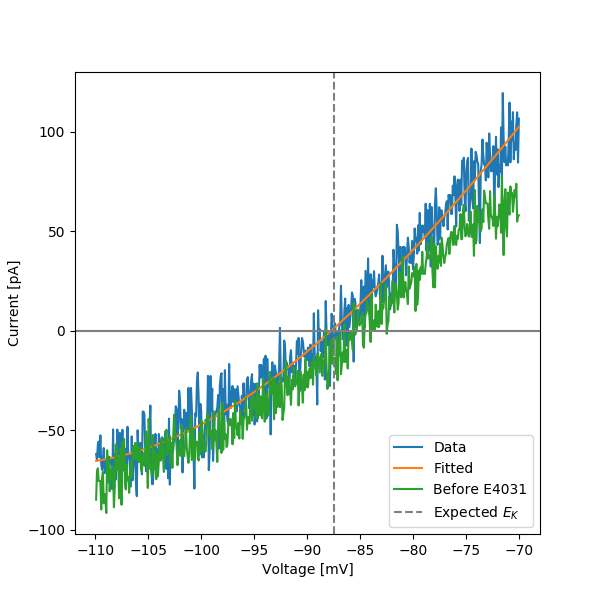 100
50
0
−50
−100
Current [pA]
Data
Fitted
Before E4031
Expected E_K
−110 −105 −100 −95 −90 −85 −80 −75 −70
Voltage [mV]